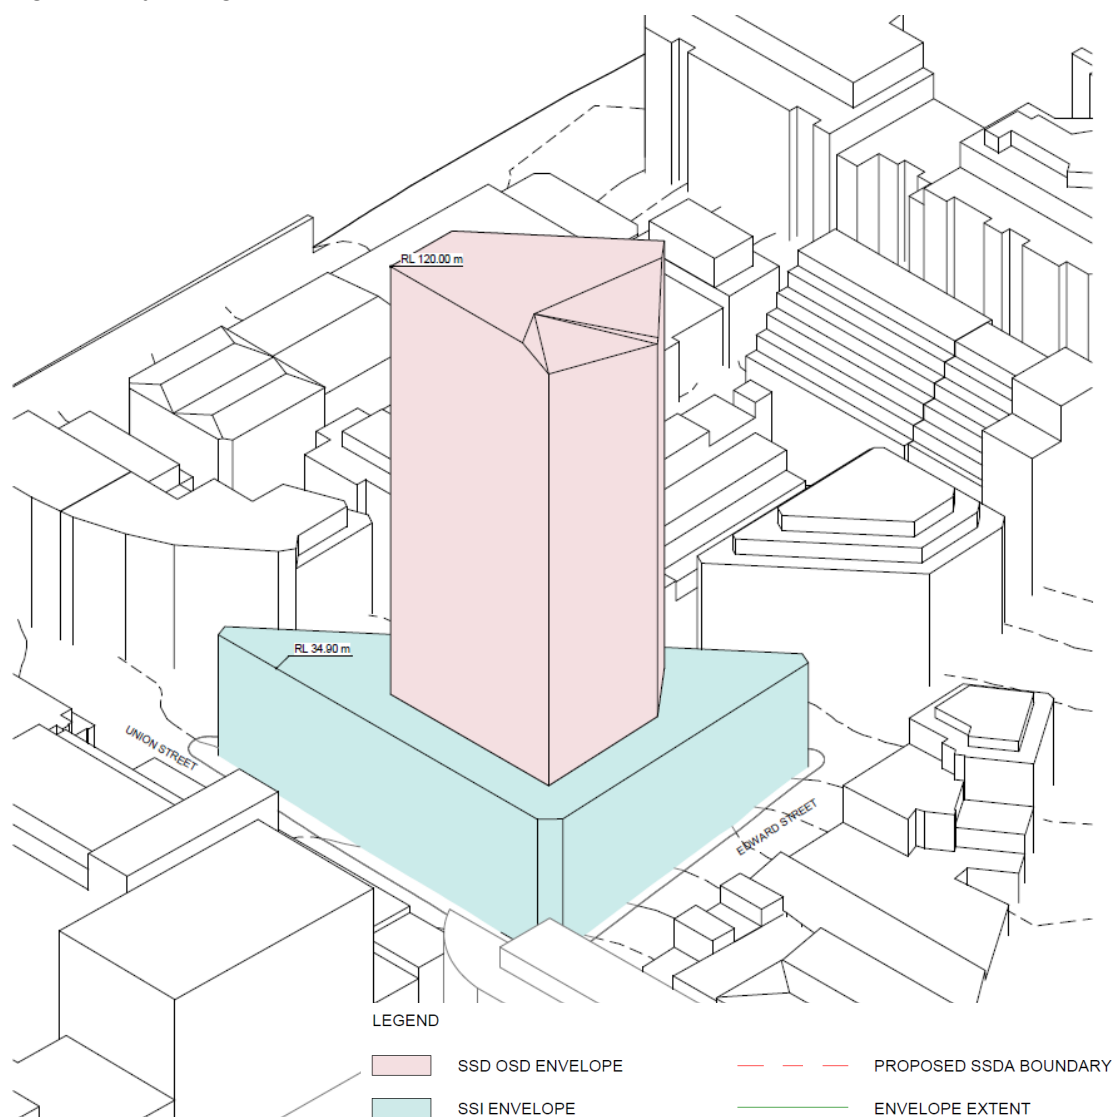 RL 120.00 m
RL 34.90 m
UNION STREET
EDWARD STREET
LEGEND
SSD OSD ENVELOPE
PROPOSED SSDA BOUNDARY
SSI ENVELOPE
ENVELOPE EXTENT